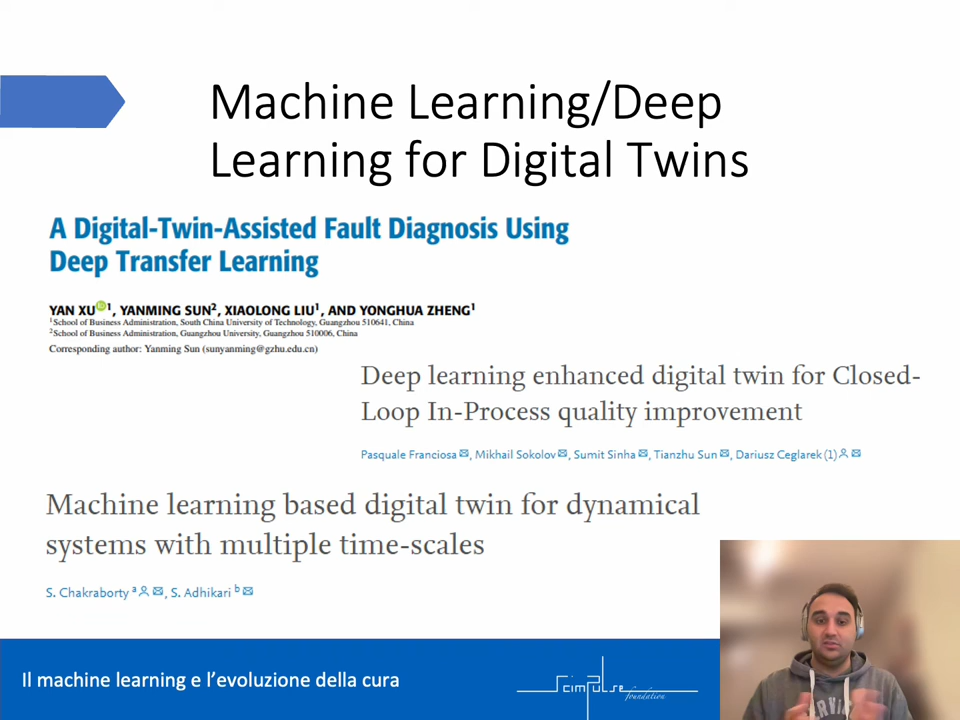 Machine Learning/Deep
Learning for Digital Twins
A Digital-Twin-Assisted Fault Diagnosis Using
Deep Transfer Learning
YAN XU 1, YANMING SUN2, XIAOLONG LIU1, AND YONGHUA ZHENG1
1School of Business Administration, South China University of Technology, Guangzhou 510641, China
2School of Business Administration, Guangzhou University, Guangzhou 510006, China
Corresponding author: Yanming Sun (sunyanming@gzhu.edu.cn)
Deep learning enhanced digital twin for Closed-
Loop In-Process quality improvement
Pasquale Franciosa, Mikhail Sokolov, Sumit Sinha, Tianzhu Sun, Dariusz Ceglarek (1)
Machine learning based digital twin for dynamical
systems with multiple time-scales
S. Chakraborty a, S. Adhikari b
Il machine learning e l'evoluzione della cura
SCimPulse
foundation